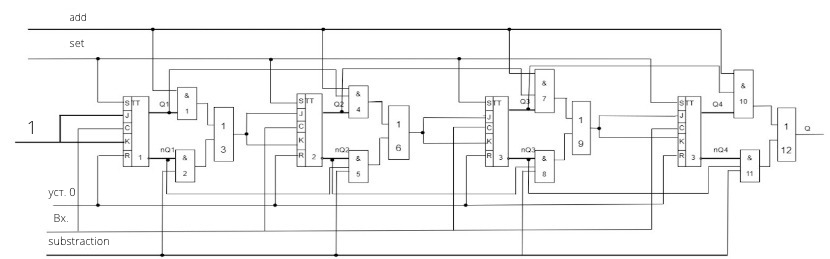 add
set
S TT Q1 & 1
S TT Q2 & 4
S TT Q3 & 7
S TT Q4 & 10
J J J J
1 C 1 C 1 C 1 C 1 Q
K 3 K 6 K 9 K 12
R 1 nQ1 & 2
R 2 nQ2 & 5
R 3 nQ3 & 8
R 3 nQ4 & 11
уст. 0
Вх.
substraction